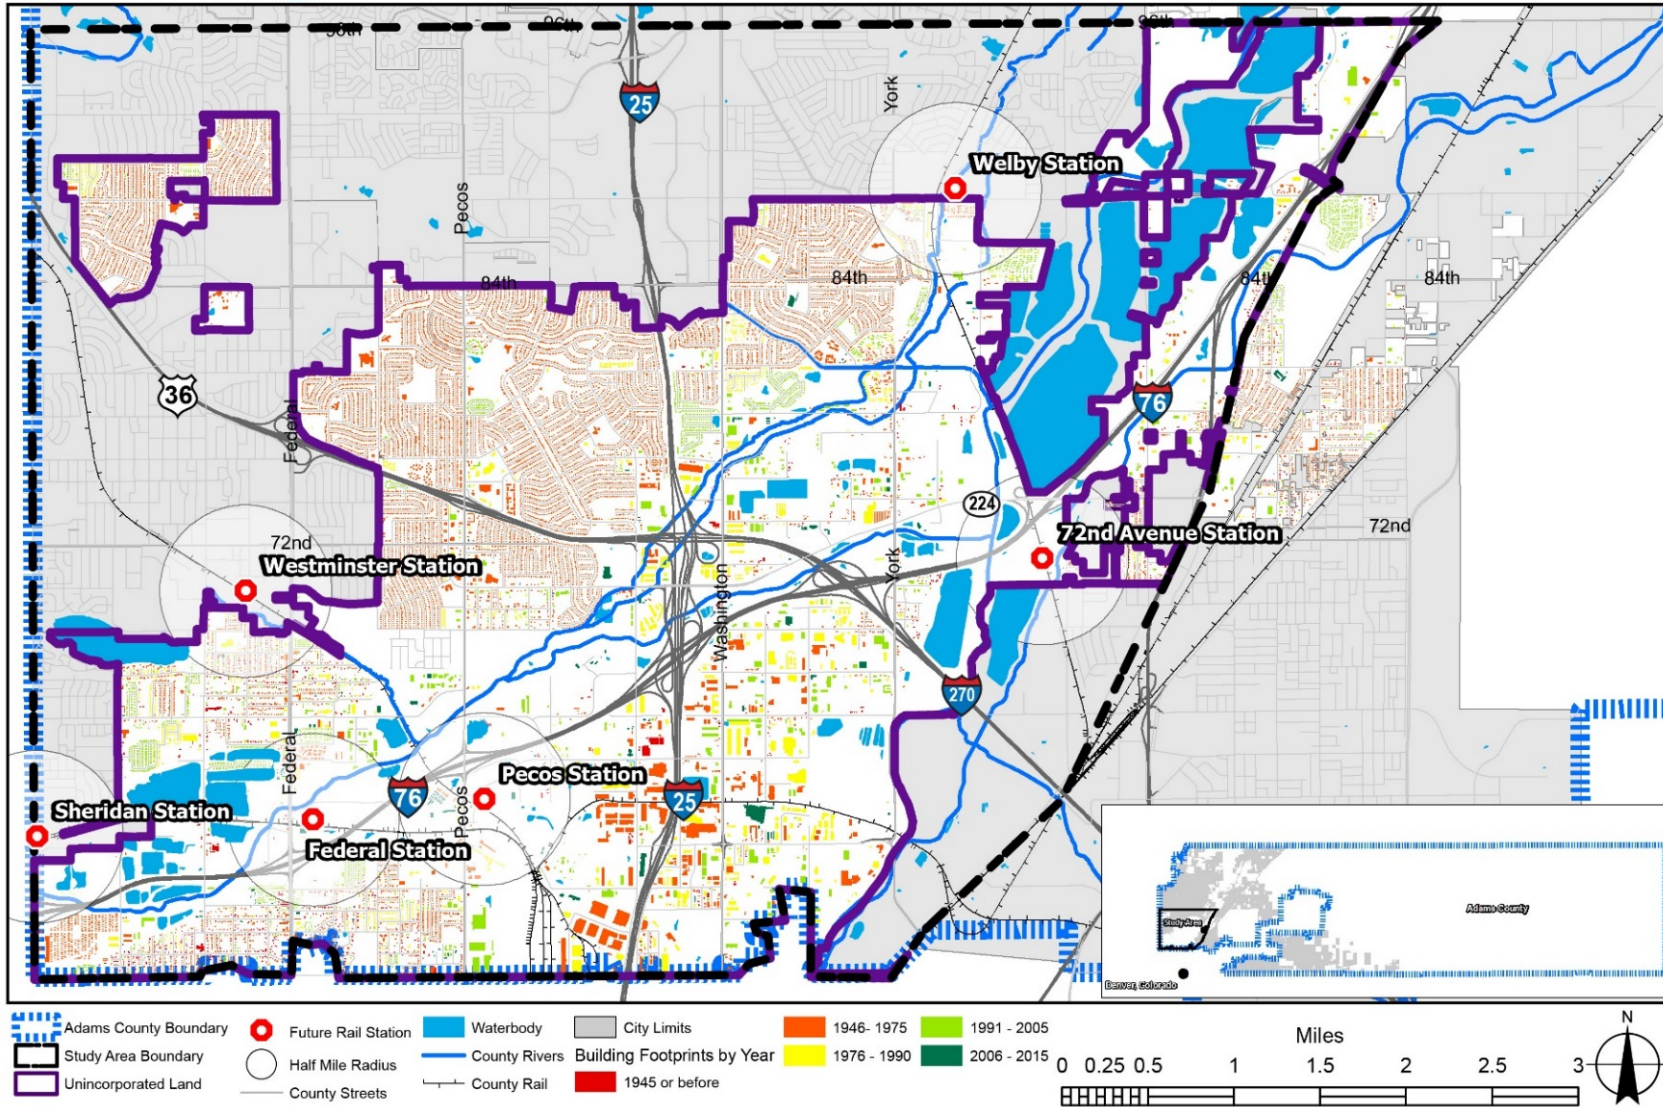 96th
96th
96th
25
York
Pecos
Welby Station
84th
84th
84th
84th
36
Federal
76
224
72nd
72nd Avenue Station
72nd
Westminster Station
York
Washington
270
Federal
Pecos
Pecos Station
76
25
Sheridan Station
Federal Station
Study Area
Adams County
Denver, Colorado
Adams County Boundary
Study Area Boundary
Unincorporated Land
Future Rail Station
Half Mile Radius
County Streets
Waterbody
County Rivers
County Rail
City Limits
Building Footprints by Year
1945 or before
1946- 1975
1976 - 1990
1991 - 2005
2006 - 2015
Miles
0 0.25 0.5 1 1.5 2 2.5 3
N